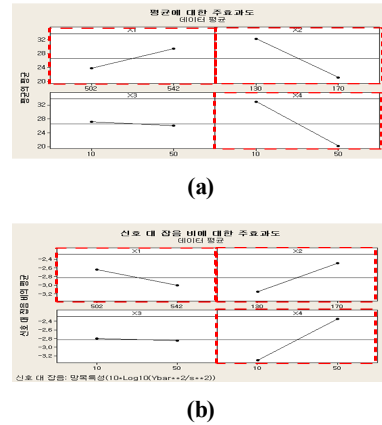 평균에 대한 주효과도
데이터 평균
X1 X2
32
28
24
20
평균의 평균
502 542 130 170
X3 X4
32
28
24
20
10 50 10 50
(a)
신호 대 잡음 비에 대한 주효과도
데이터 평균
X1 X2
-2.4
-2.6
-2.8
-3.0
-3.2
신호 대 잡음 비의 평균
502 542 130 170
X3 X4
-2.4
-2.6
-2.8
-3.0
-3.2
10 50 10 50
신호 대 잡음: 망목특성(10*Log10(Ybar**2/s**2))
(b)